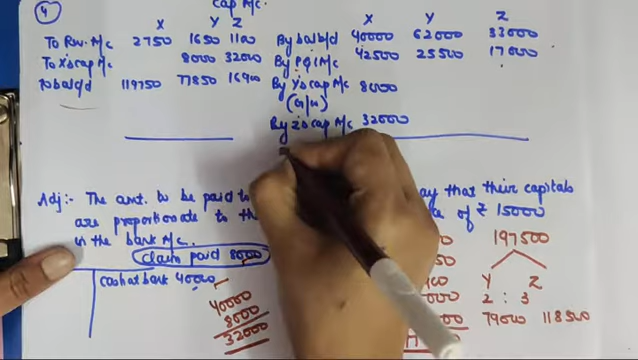 4
Cap A/c.
X Y Z X Y Z
To Rev. A/c 2750 1650 1100 By bal b/d 40000 62000 33000
To X's cap A/c 8000 32000 By P&L A/c 42500 25500 17000
To bal c/d 119750 77850 16900 By Y's cap A/c 8000
(G/W)
By Z's cap A/c 32000
Adj:- The amt. to be paid to ay that their capitals
are proportionate to th e of ₹ 15000
in the bank A/c.
claim paid 8000
197500
cash at bank 40000
Y Z
40000 2 : 3
8000 79000 118500
32000